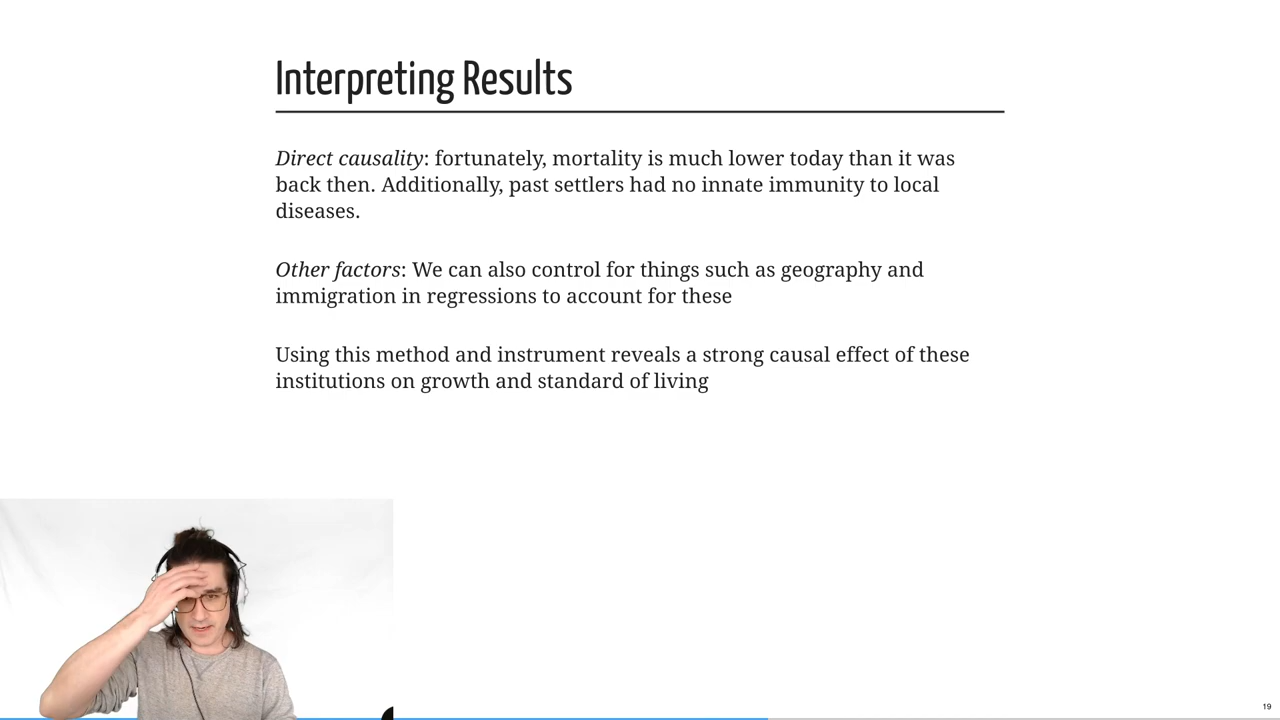 Interpreting Results
Direct causality: fortunately, mortality is much lower today than it was
back then. Additionally, past settlers had no innate immunity to local
diseases.
Other factors: We can also control for things such as geography and
immigration in regressions to account for these
Using this method and instrument reveals a strong causal effect of these
institutions on growth and standard of living
19